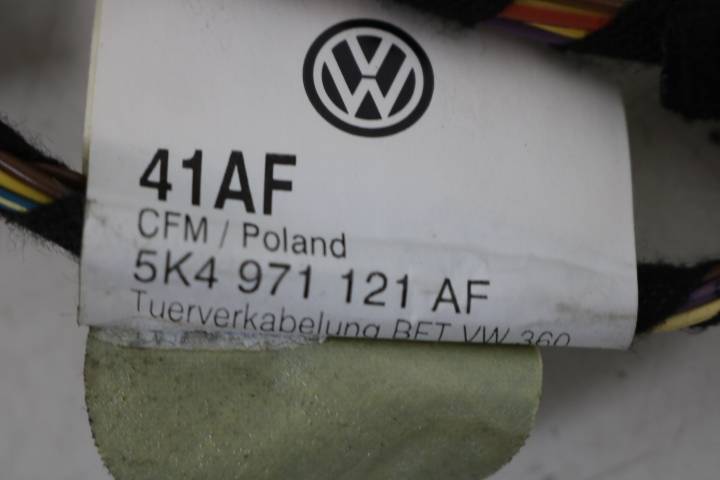 41AF
CFM / Poland
5K4 971 121 AF
Tuerverkabelung BFT VW 360